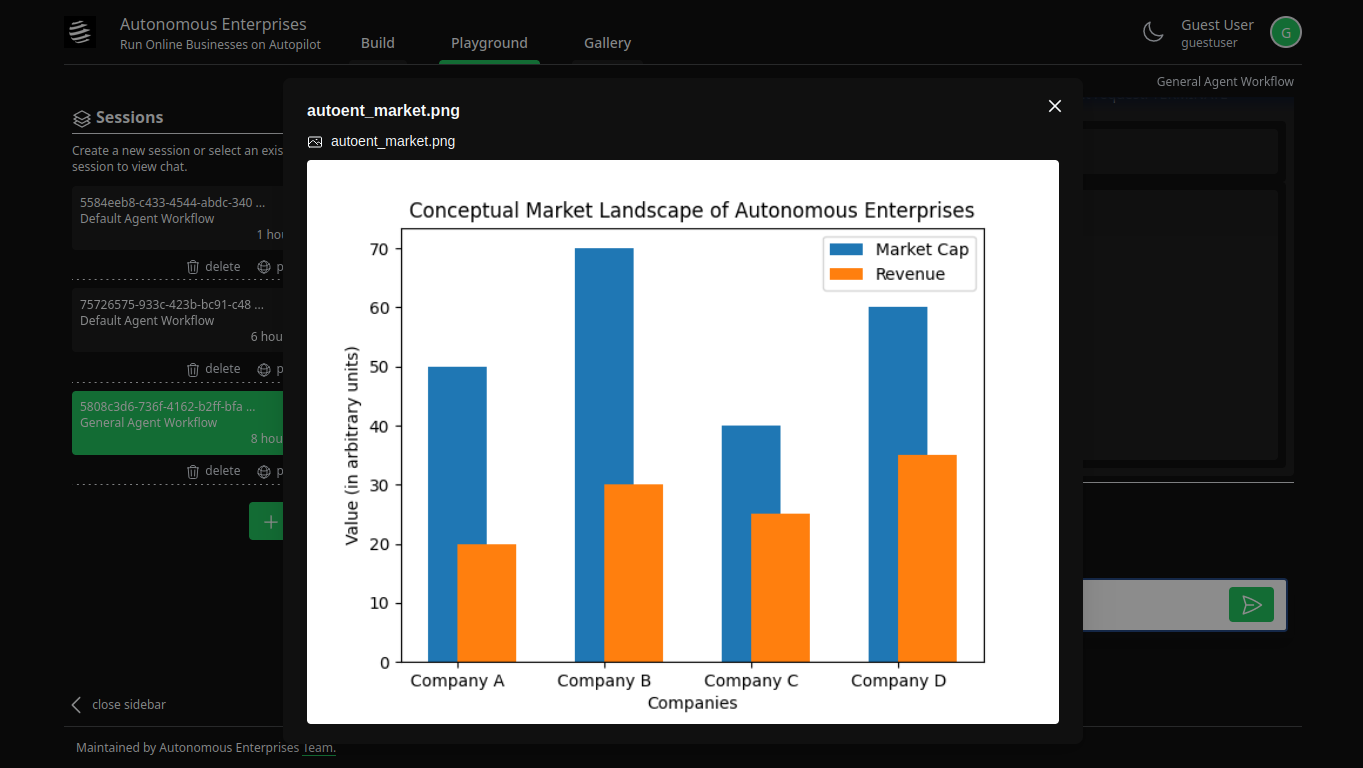 Autonomous Enterprises
Run Online Businesses on Autopilot
Build
Playground
Gallery
Guest User
guestuser
G
General Agent Workflow
Sessions
Create a new session or select an exis
session to view chat.
5584eeb8-c433-4544-abdc-340 ...
Default Agent Workflow
1 hou
delete
p
75726575-933c-423b-bc91-c48 ...
Default Agent Workflow
6 hou
delete
p
5808c3d6-736f-4162-b2ff-bfa ...
General Agent Workflow
8 hou
delete
p
close sidebar
Maintained by Autonomous Enterprises Team.
autoent_market.png
autoent_market.png
Conceptual Market Landscape of Autonomous Enterprises
Market Cap
Revenue
Value (in arbitrary units)
70
60
50
40
30
20
10
0
Company A
Company B
Company C
Company D
Companies